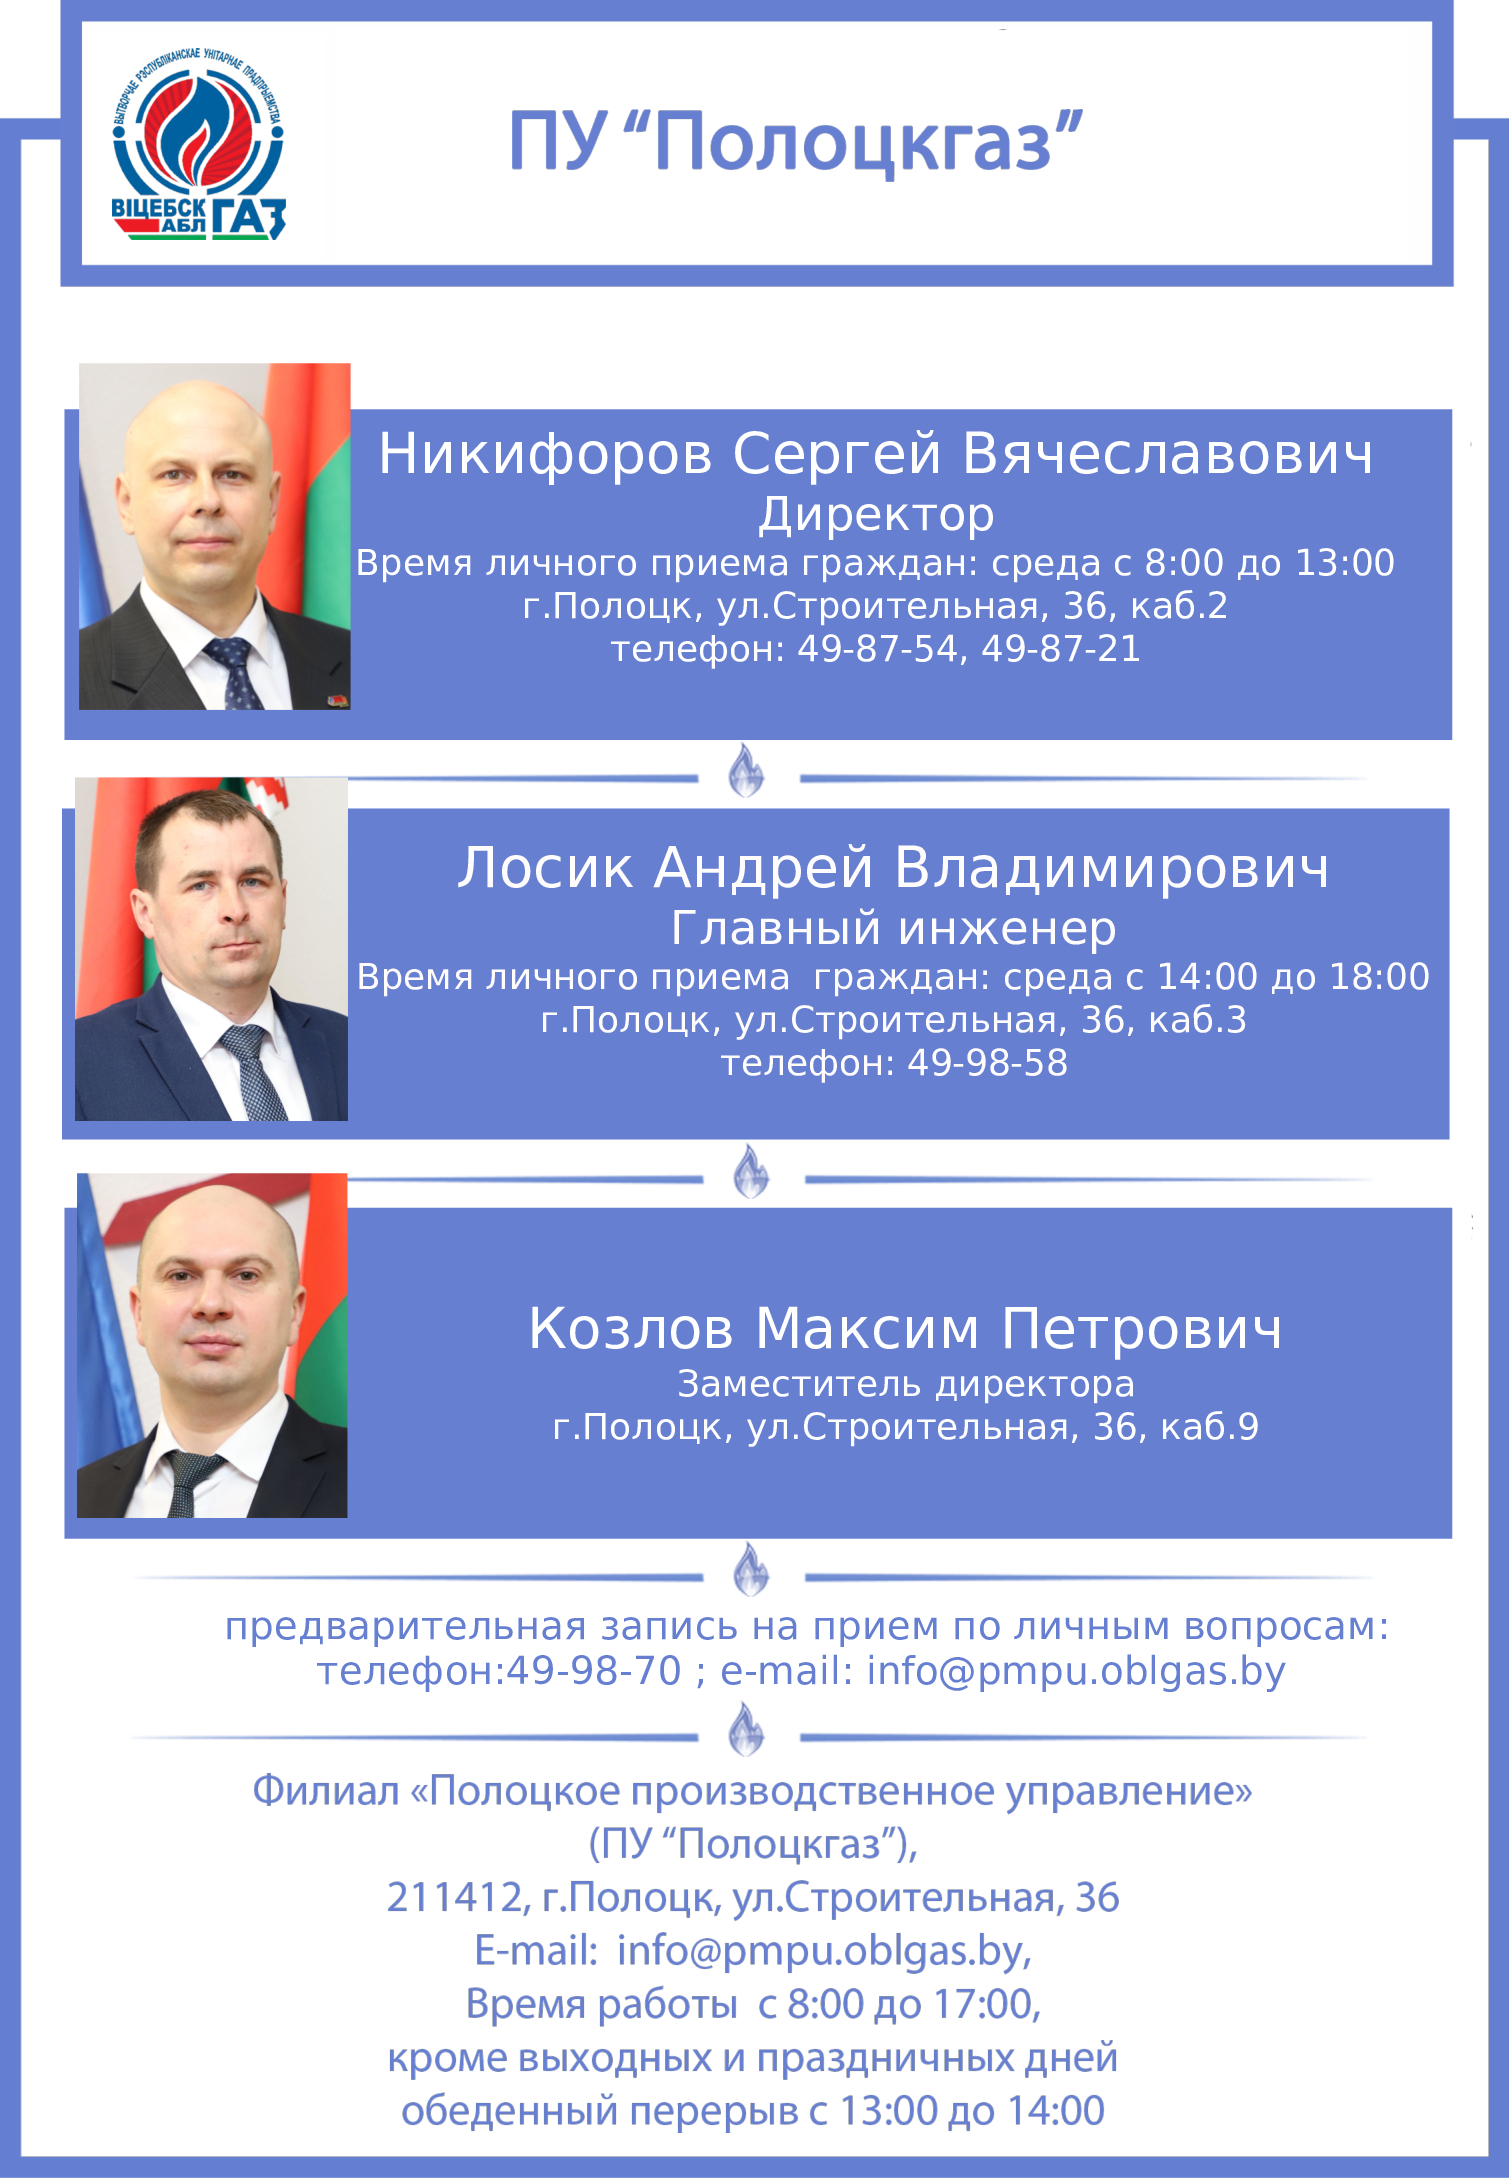 ВЫТВОРЧАЕ РЭСПУБЛІКАНСКАЕ УНІТАРНАЕ ПРАДПРЫЕМСТВА
ВІЦЕБСК
АБЛ
ГАЗ
ПУ “Полоцкгаз”
Никифоров Сергей Вячеславович
Директор
Время личного приема граждан: среда с 8:00 до 13:00
г.Полоцк, ул.Строительная, 36, каб.2
телефон: 49-87-54, 49-87-21
Лосик Андрей Владимирович
Главный инженер
Время личного приема  граждан: среда с 14:00 до 18:00
г.Полоцк, ул.Строительная, 36, каб.3
телефон: 49-98-58
Козлов Максим Петрович
Заместитель директора
г.Полоцк, ул.Строительная, 36, каб.9
предварительная запись на прием по личным вопросам:
телефон:49-98-70 ; e-mail: info@pmpu.oblgas.by
Филиал «Полоцкое производственное управление»
(ПУ “Полоцкгаз”),
211412, г.Полоцк, ул.Строительная, 36
E-mail:  info@pmpu.oblgas.by,
Время работы  с 8:00 до 17:00,
кроме выходных и праздничных дней
обеденный перерыв с 13:00 до 14:00